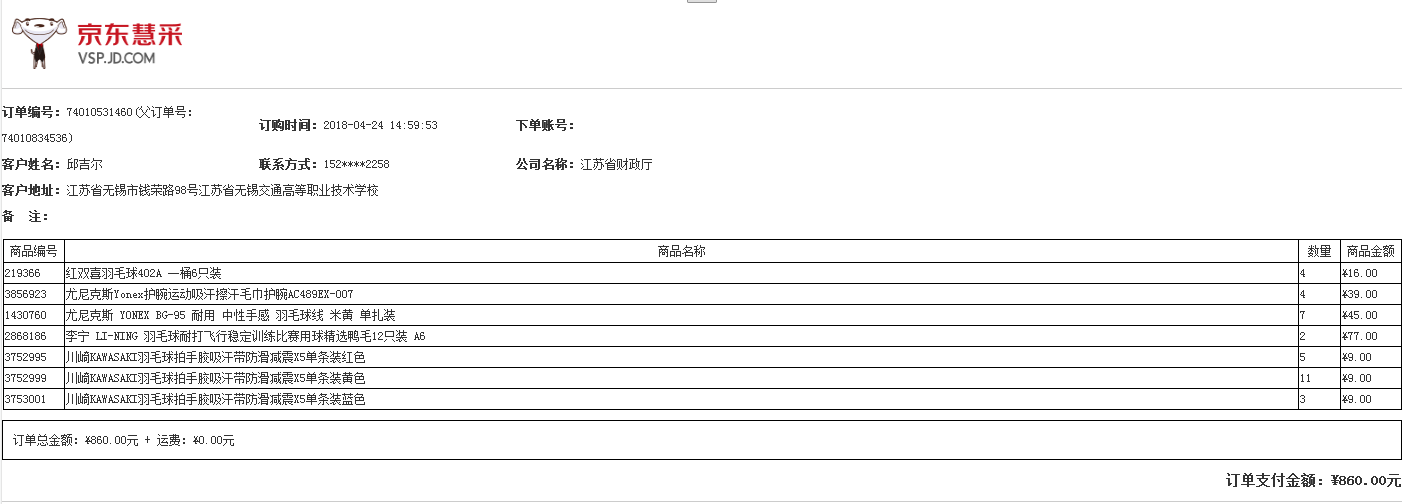 京东慧采
VSP.JD.COM
订单编号：74010531460(父订单号：
74010834536)
订购时间：2018-04-24 14:59:53
下单账号：
客户姓名：邱吉尔
联系方式：152****2258
公司名称：江苏省财政厅
客户地址：江苏省无锡市钱荣路98号江苏省无锡交通高等职业技术学校
备 注：
商品编号 商品名称 数量 商品金额
219366 红双喜羽毛球402A 一桶6只装 4 ¥16.00
3856923 尤尼克斯Yonex护腕运动吸汗擦汗毛巾护腕AC489EX-007 4 ¥39.00
1430760 尤尼克斯 YONEX BG-95 耐用 中性手感 羽毛球线 米黄 单扎装 7 ¥45.00
2868186 李宁 LI-NING 羽毛球耐打飞行稳定训练比赛用球精选鸭毛12只装 A6 2 ¥77.00
3752995 川崎KAWASAKI羽毛球拍手胶吸汗带防滑减震X5单条装红色 5 ¥9.00
3752999 川崎KAWASAKI羽毛球拍手胶吸汗带防滑减震X5单条装黄色 11 ¥9.00
3753001 川崎KAWASAKI羽毛球拍手胶吸汗带防滑减震X5单条装蓝色 3 ¥9.00
订单总金额：¥860.00元 + 运费：¥0.00元
订单支付金额：¥860.00元